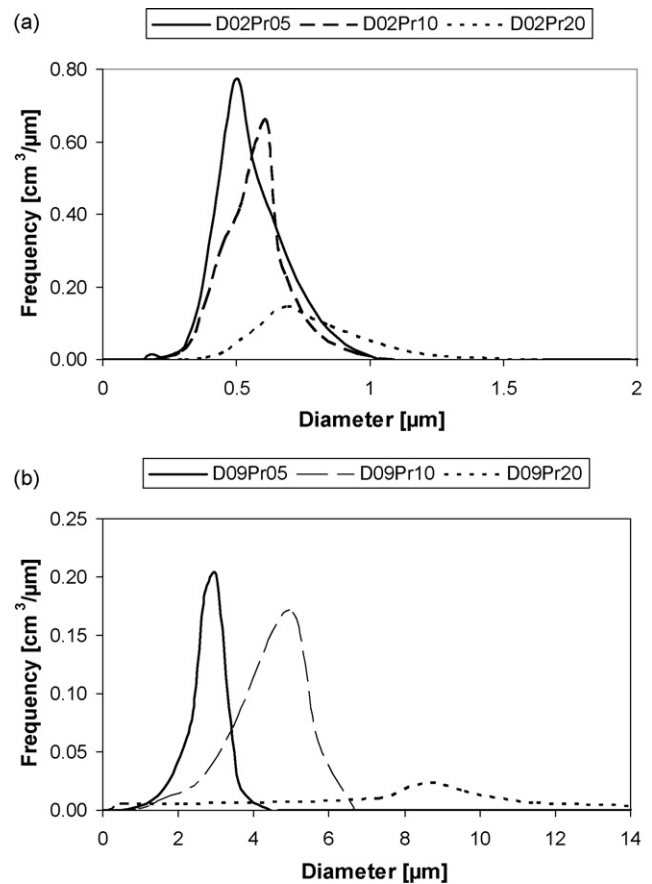 (a)
D02Pr05 D02Pr10 D02Pr20
0.80
0.60
0.40
0.20
0.00
Frequency [cm³/µm]
0 0.5 1 1.5 2
Diameter [µm]
(b)
D09Pr05 D09Pr10 D09Pr20
0.25
0.20
0.15
0.10
0.05
0.00
Frequency [cm³/µm]
0 2 4 6 8 10 12 14
Diameter [µm]